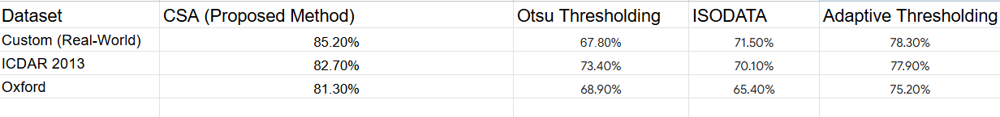 Dataset CSA (Proposed Method) Otsu Thresholding ISODATA Adaptive Thresholding
Custom (Real-World) 85.20% 67.80% 71.50% 78.30%
ICDAR 2013 82.70% 73.40% 70.10% 77.90%
Oxford 81.30% 68.90% 65.40% 75.20%